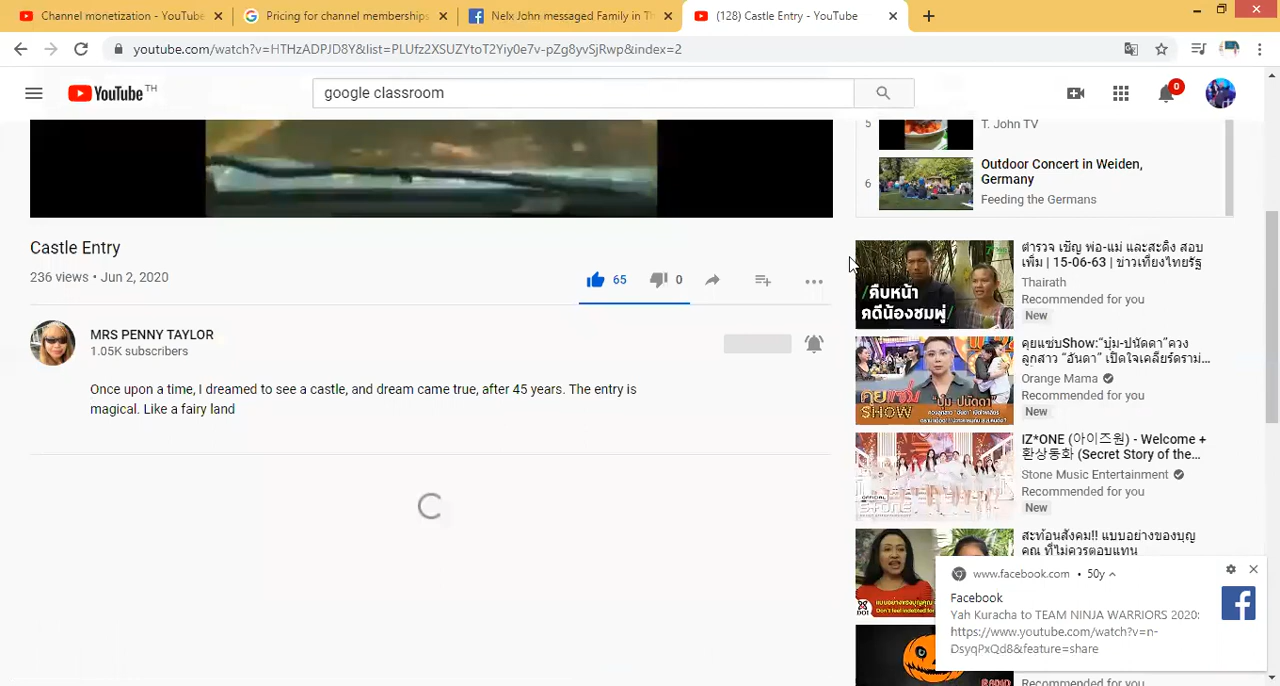 Channel monetization - YouTube
Pricing for channel memberships
Nelx John messaged Family in Th
(128) Castle Entry - YouTube
youtube.com/watch?v=HTHzADPJD8Y&list=PLUfz2XSUZYtoT2Yiy0e7v-pZg8yvSjRwp&index=2
YouTube TH
google classroom
0
5
T. John TV
6
Outdoor Concert in Weiden,
Germany
Feeding the Germans
Castle Entry
236 views • Jun 2, 2020
65
0
MRS PENNY TAYLOR
1.05K subscribers
Once upon a time, I dreamed to see a castle, and dream came true, after 45 years. The entry is
magical. Like a fairy land
/คืบหน้า
คดีน้องชมพู่/
ตำรวจ เชิญ พ่อ-แม่ และสะดิ้ง สอบ
เพิ่ม | 15-06-63 | ข่าวเที่ยงไทยรัฐ
Thairath
Recommended for you
New
คุยแซ่บ
SHOW
คุยแซ่บShow:“บุ๋ม-ปนัดดา”ควง
ลูกสาว “อันดา” เปิดใจเคลียร์ดราม่...
Orange Mama
Recommended for you
New
IZ*ONE (아이즈원) - Welcome +
환상동화 (Secret Story of the...
Stone Music Entertainment
Recommended for you
New
สะท้อนสังคม!! แบบอย่างของบุญ
คุณ ที่ไม่ควรตอบแทน
Recommended for you
www.facebook.com • 50y
Facebook
Yah Kuracha to TEAM NINJA WARRIORS 2020:
https://www.youtube.com/watch?v=n-
DsyqPxQd8&feature=share